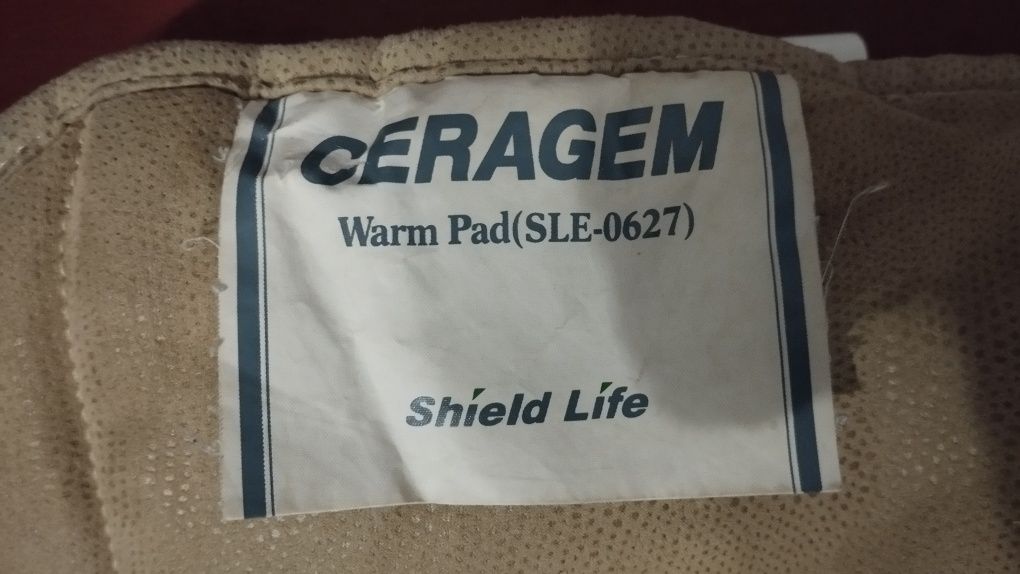 CERAGEM
Warm Pad(SLE-0627)
Shield Life